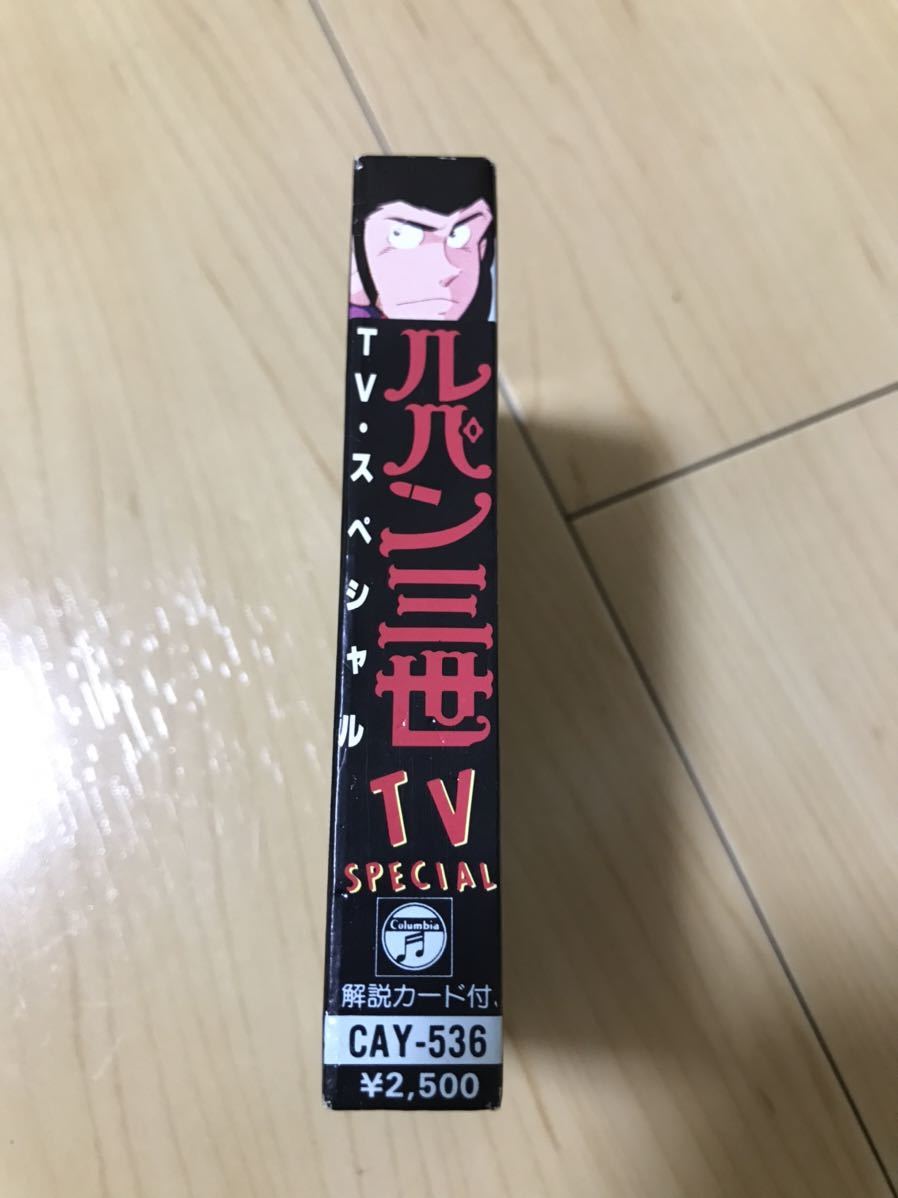 ルパン三世
TV・スペシャル
TV
SPECIAL
Columbia
解説カード付、
CAY-536
¥2,500